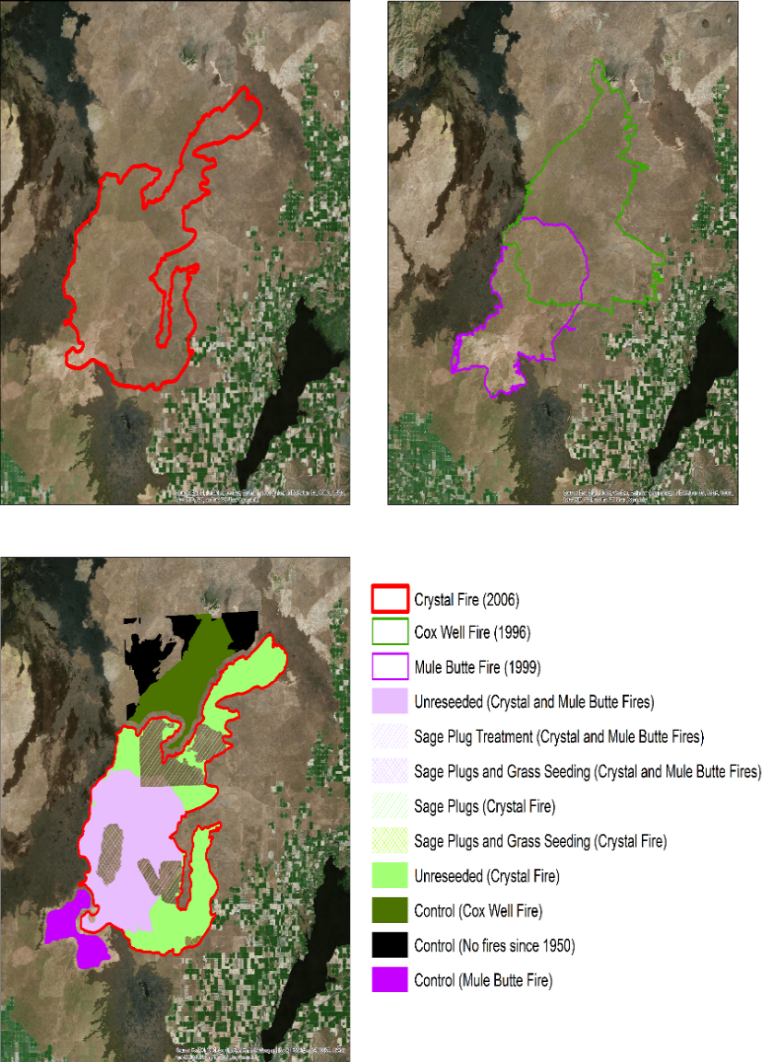 Crystal Fire (2006)
Cox Well Fire (1996)
Mule Butte Fire (1999)
Unreseeded (Crystal and Mule Butte Fires)
Sage Plug Treatment (Crystal and Mule Butte Fires)
Sage Plugs and Grass Seeding (Crystal and Mule Butte Fires)
Sage Plugs (Crystal Fire)
Sage Plugs and Grass Seeding (Crystal Fire)
Unreseeded (Crystal Fire)
Control (Cox Well Fire)
Control (No fires since 1950)
Control (Mule Butte Fire)